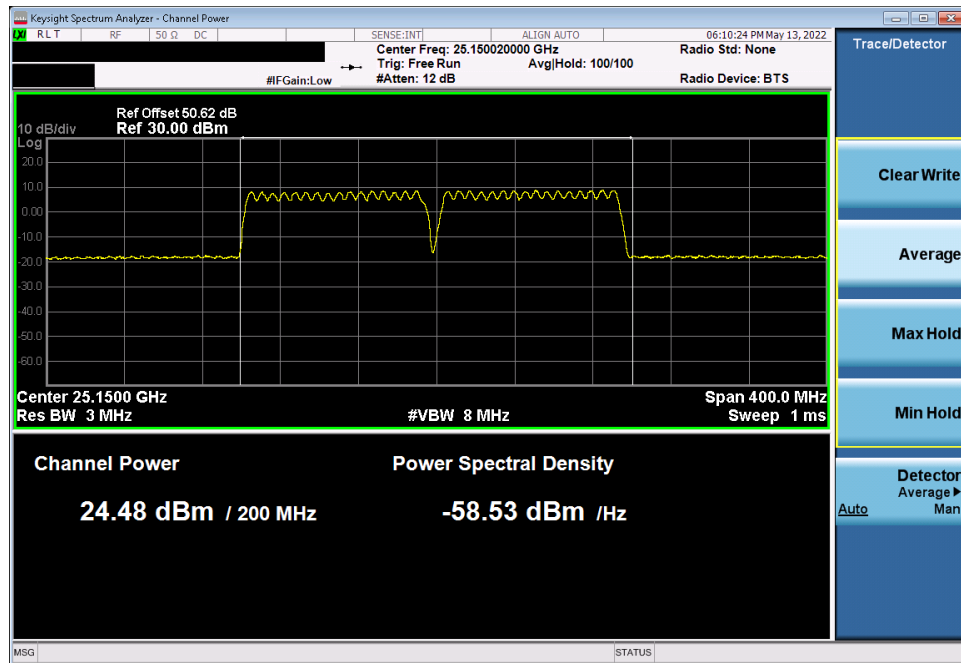 Keysight Spectrum Analyzer - Channel Power
LXI RLT RF 50 Ω DC SENSE:INT ALIGN AUTO 06:10:24 PM May 13, 2022
Center Freq: 25.150020000 GHz Radio Std: None
Trig: Free Run Avg|Hold: 100/100
#IFGain:Low #Atten: 12 dB Radio Device: BTS
Trace/Detector
Ref Offset 50.62 dB
10 dB/div Ref 30.00 dBm
Log
20.0
10.0
0.00
-10.0
-20.0
-30.0
-40.0
-50.0
-60.0
Center 25.1500 GHz Span 400.0 MHz
Res BW 3 MHz #VBW 8 MHz Sweep 1 ms
Channel Power Power Spectral Density
24.48 dBm / 200 MHz -58.53 dBm /Hz
Clear Write
Average
Max Hold
Min Hold
Detector
Average▶
Auto Man
MSG STATUS